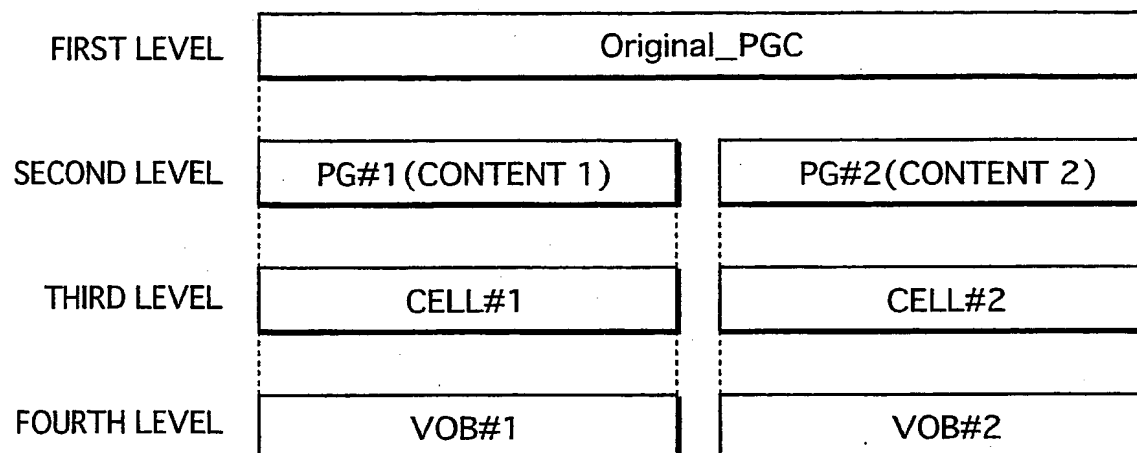 FIRST LEVEL Original_PGC
SECOND LEVEL PG#1(CONTENT 1) PG#2(CONTENT 2)
THIRD LEVEL CELL#1 CELL#2
FOURTH LEVEL VOB#1 VOB#2